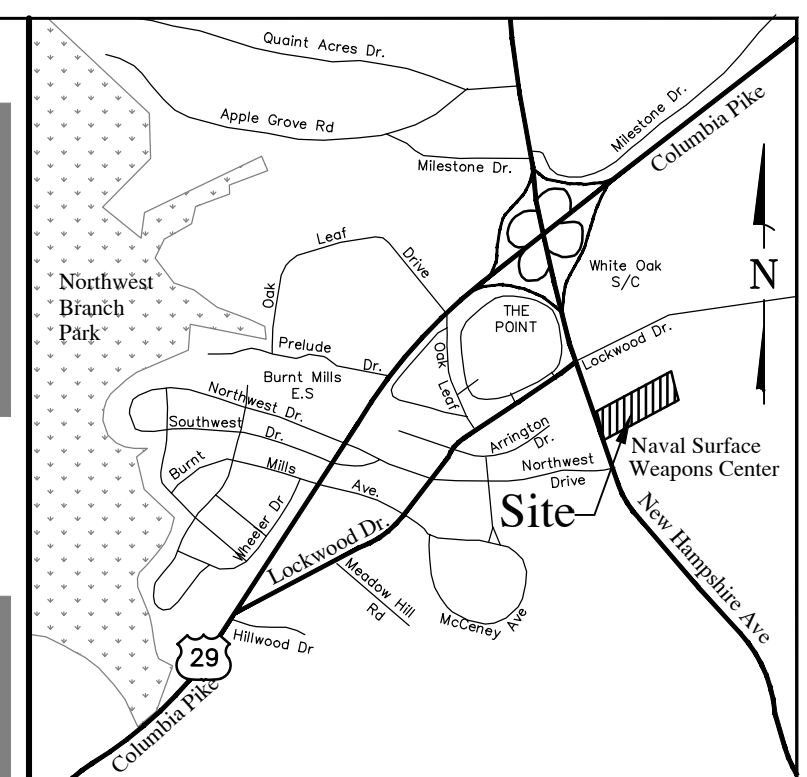 Quaint Acres Dr.
Apple Grove Rd
Milestone Dr.
Milestone Dr.
Columbia Pike
Leaf
Drive
Oak
White Oak
S/C
N
Northwest
Branch
Park
THE
POINT
Prelude
Dr.
Oak
Leaf
Lockwood Dr.
Burnt Mills
E.S
Northwest Dr.
Southwest
Dr.
Arrington
Dr.
Burnt
Mills
Ave.
Northwest
Drive
Naval Surface
Weapons Center
Site
Wheeler Dr
Lockwood Dr.
New Hampshire Ave
Meadow Hill
Rd
McCeney Ave
Hillwood Dr
29
Columbia Pike